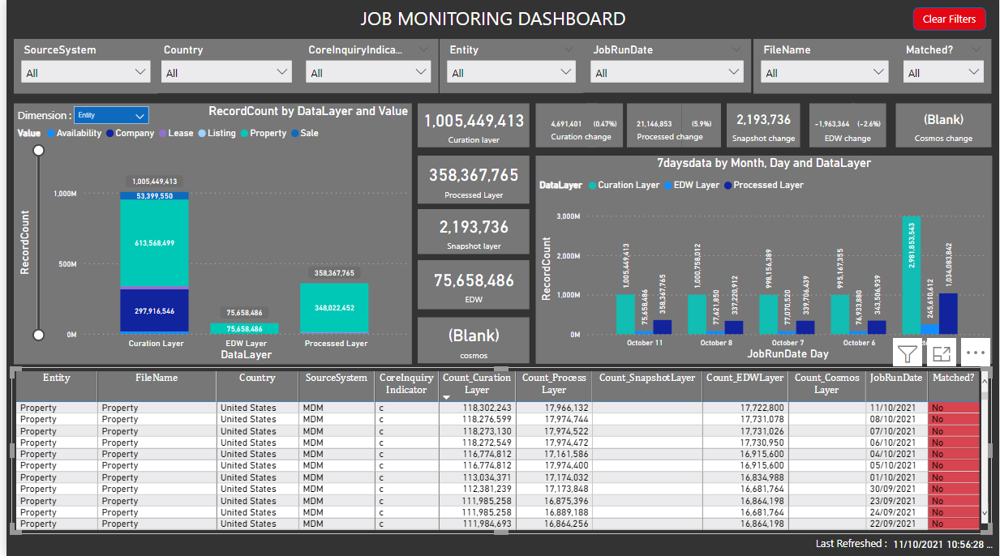 JOB MONITORING DASHBOARD
Clear Filters
SourceSystem Country CoreInquiryIndica... Entity JobRunDate FileName Matched?
All All All All All All All
Dimension : Entity
RecordCount by DataLayer and Value
Value Availability Company Lease Listing Property Sale
RecordCount
1,000M
500M
0M
1,005,449,413
53,399,550
613,568,499
297,916,546
75,658,486
75,658,486
358,367,765
348,022,452
Curation Layer EDW Layer Processed Layer
DataLayer
1,005,449,413
Curation layer
358,367,765
Processed Layer
2,193,736
Snapshot layer
75,658,486
EDW
(Blank)
cosmos
4,691,401 (0.47%)
Curation change
21,146,853 (5.9%)
Processed change
2,193,736
Snapshot change
-1,963,364 (-2.6%)
EDW change
(Blank)
Cosmos change
7daysdata by Month, Day and DataLayer
DataLayer Curation Layer EDW Layer Processed Layer
RecordCount
3,000M
2,000M
1,000M
0M
1,005,449,413
75,658,486
358,367,765
1,000,758,012
77,621,850
337,220,912
998,156,389
77,070,520
339,706,439
995,167,355
76,933,880
343,506,939
2,981,853,543
245,610,612
1,034,083,842
October 11 October 8 October 7 October 6
JobRunDate Day
Entity FileName Country SourceSystem CoreInquiry Indicator Count_Curation Layer Count_Process Layer Count_SnapshotLayer Count_EDWLayer Count_Cosmos Layer JobRunDate Matched?
Property Property United States MDM c 118,302,243 17,966,132 17,722,800 11/10/2021 No
Property Property United States MDM c 118,276,599 17,974,744 17,731,078 08/10/2021 No
Property Property United States MDM c 118,273,130 17,974,522 17,731,026 07/10/2021 No
Property Property United States MDM c 118,272,549 17,974,472 17,730,950 06/10/2021 No
Property Property United States MDM c 116,774,812 17,161,586 16,915,600 04/10/2021 No
Property Property United States MDM c 116,774,812 17,974,400 16,915,600 05/10/2021 No
Property Property United States MDM c 113,034,371 17,174,032 16,834,988 01/10/2021 No
Property Property United States MDM c 112,381,239 17,173,848 16,681,764 30/09/2021 No
Property Property United States MDM c 111,985,258 16,875,396 16,864,198 23/09/2021 No
Property Property United States MDM c 111,985,258 16,889,188 16,681,764 24/09/2021 No
Property Property United States MDM c 111,984,693 16,864,256 16,864,198 22/09/2021 No
Last Refreshed : 11/10/2021 10:56:28 ...